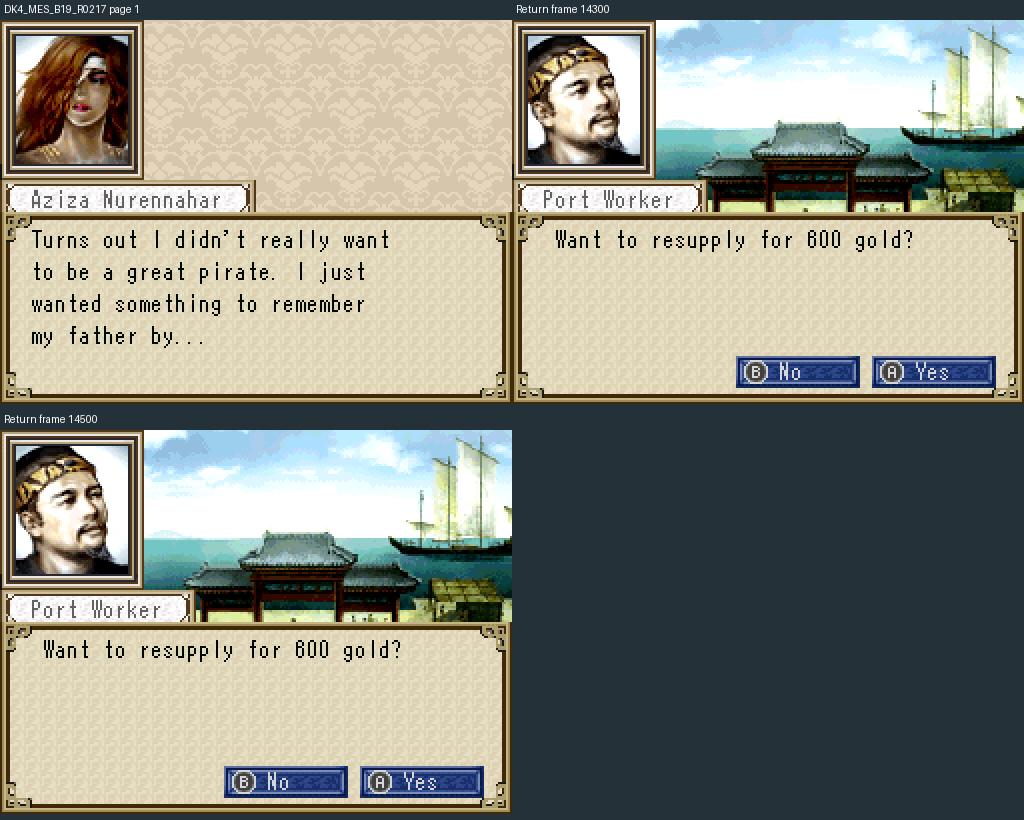 DK4_MES_B19_R0217 page 1
Aziza Nurennahar
Turns out I didn't really want
to be a great pirate. I just
wanted something to remember
my father by...
Return frame 14300
Port Worker
Want to resupply for 600 gold?
B No
A Yes
Return frame 14500
Port Worker
Want to resupply for 600 gold?
B No
A Yes